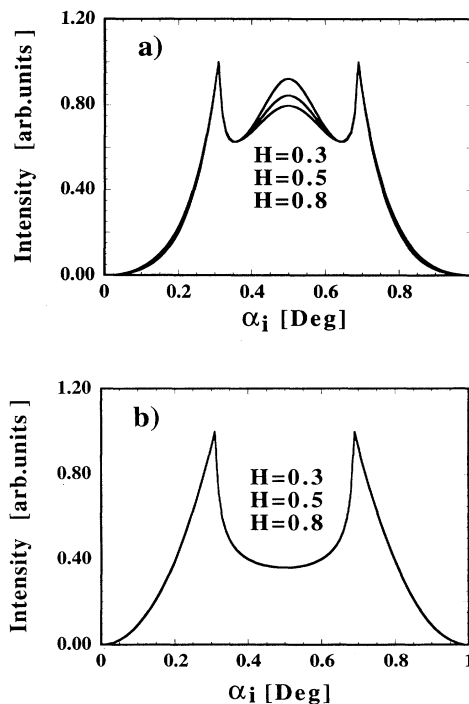 a)
1.20
0.80
0.40
0.00
Intensity [arb.units ]
H=0.3
H=0.5
H=0.8
0 0.2 0.4 0.6 0.8
αi [Deg]
b)
1.20
0.80
0.40
0.00
Intensity [arb.units ]
H=0.3
H=0.5
H=0.8
0 0.2 0.4 0.6 0.8 1
αi [Deg]